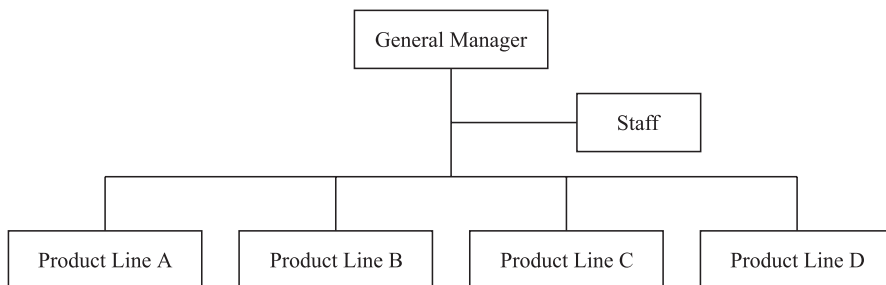 General Manager
Staff
Product Line A
Product Line B
Product Line C
Product Line D